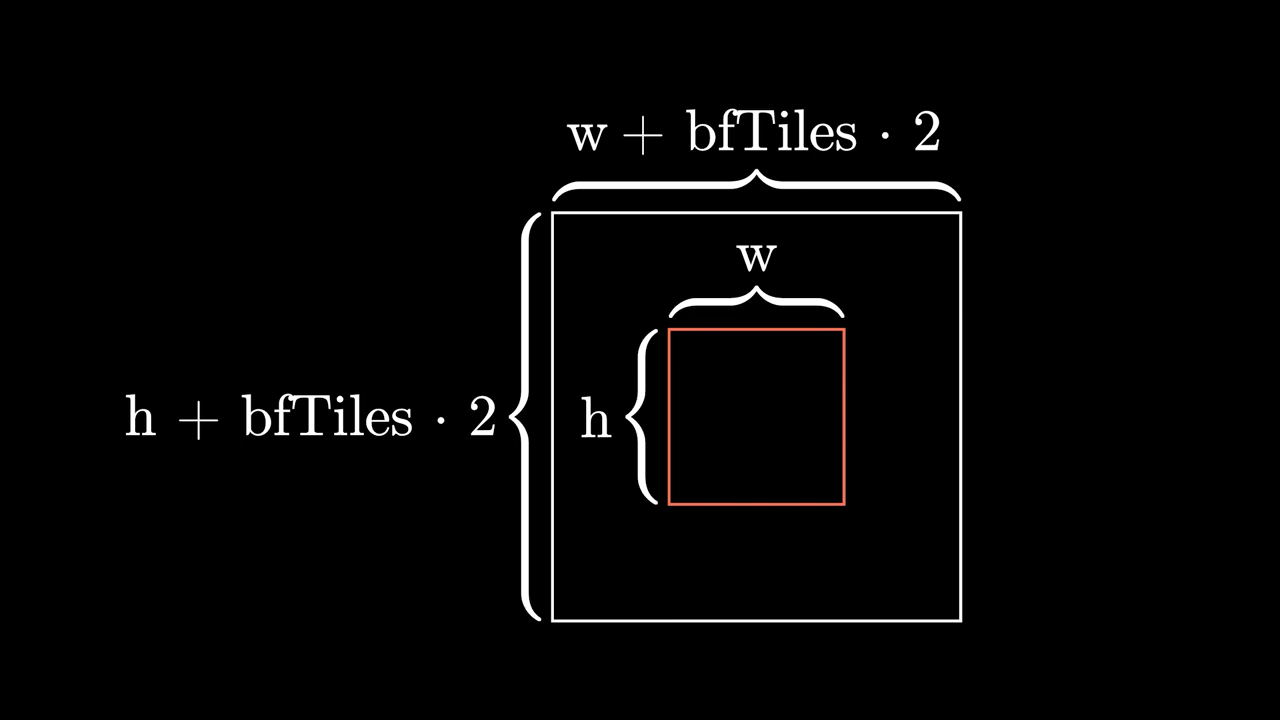 w + bfTiles · 2
w
h + bfTiles · 2
h